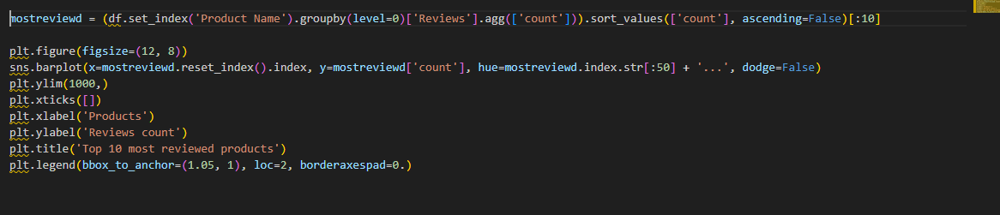 mostreviewd = (df.set_index('Product Name').groupby(level=0)['Reviews'].agg(['count'])).sort_values(['count'], ascending=False)[:10]
plt.figure(figsize=(12, 8))
sns.barplot(x=mostreviewd.reset_index().index, y=mostreviewd['count'], hue=mostreviewd.index.str[:50] + '...', dodge=False)
plt.ylim(1000,)
plt.xticks([])
plt.xlabel('Products')
plt.ylabel('Reviews count')
plt.title('Top 10 most reviewed products')
plt.legend(bbox_to_anchor=(1.05, 1), loc=2, borderaxespad=0.)